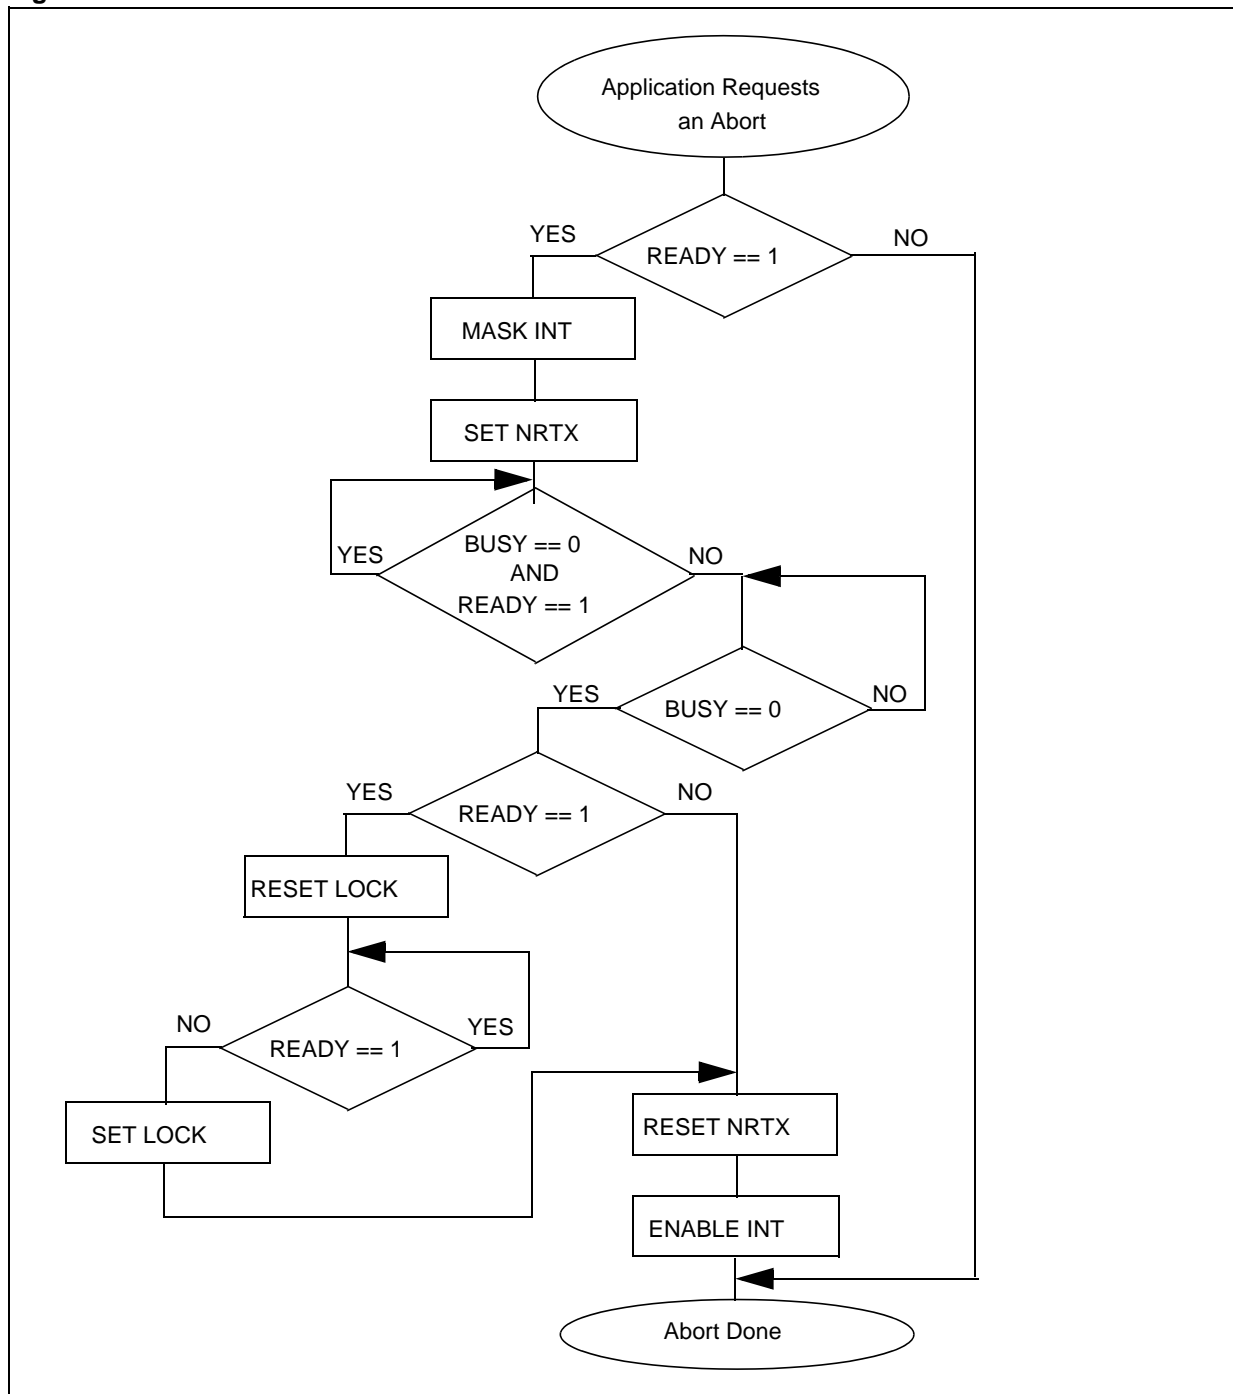 Application Requests
an Abort
YES
NO
READY == 1
MASK INT
SET NRTX
YES
BUSY == 0
AND
READY == 1
NO
YES
BUSY == 0
NO
YES
READY == 1
NO
RESET LOCK
NO
READY == 1
YES
SET LOCK
RESET NRTX
ENABLE INT
Abort Done